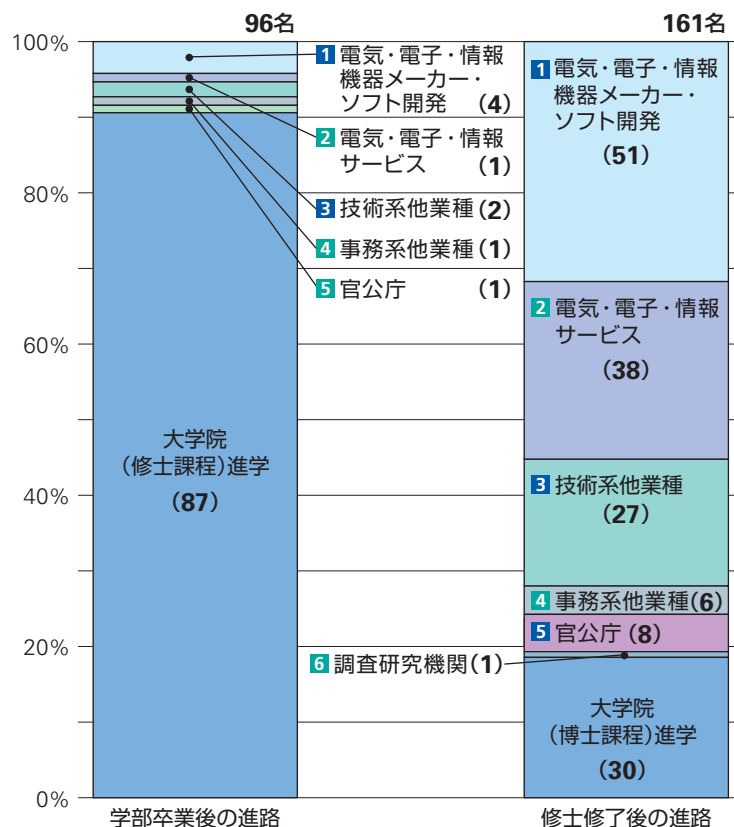 96名
161名
100%
80%
60%
40%
20%
0%
1 電気・電子・情報
機器メーカー・
ソフト開発 (4)
2 電気・電子・情報
サービス (1)
3 技術系他業種 (2)
4 事務系他業種 (1)
5 官公庁 (1)
大学院
(修士課程)進学
(87)
学部卒業後の進路
1 電気・電子・情報
機器メーカー・
ソフト開発
(51)
2 電気・電子・情報
サービス
(38)
3 技術系他業種
(27)
4 事務系他業種(6)
5 官公庁 (8)
6 調査研究機関(1)
大学院
(博士課程)進学
(30)
修士修了後の進路